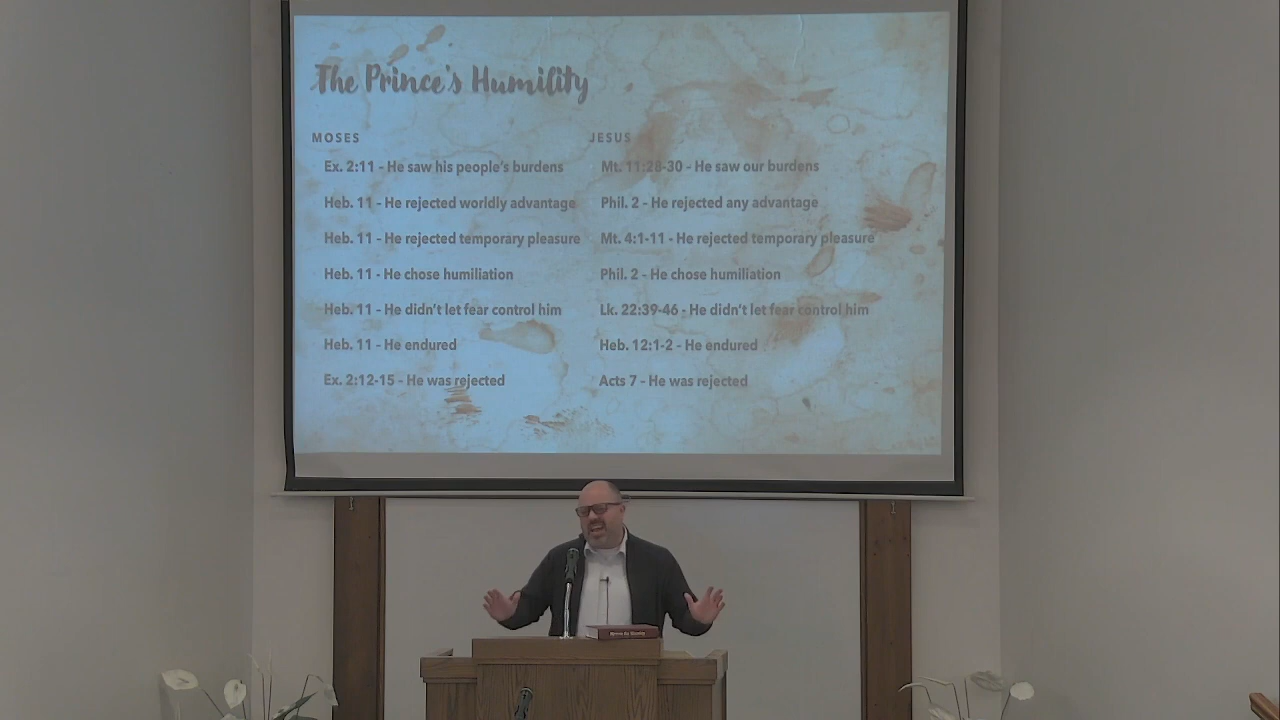 The Prince's Humility
MOSES
Ex. 2:11 - He saw his people's burdens
Heb. 11 - He rejected worldly advantage
Heb. 11 - He rejected temporary pleasure
Heb. 11 - He chose humiliation
Heb. 11 - He didn't let fear control him
Heb. 11 - He endured
Ex. 2:12-15 - He was rejected
JESUS
Mt. 11:28-30 - He saw our burdens
Phil. 2 - He rejected any advantage
Mt. 4:1-11 - He rejected temporary pleasure
Phil. 2 - He chose humiliation
Lk. 22:39-46 - He didn't let fear control him
Heb. 12:1-2 - He endured
Acts 7 - He was rejected